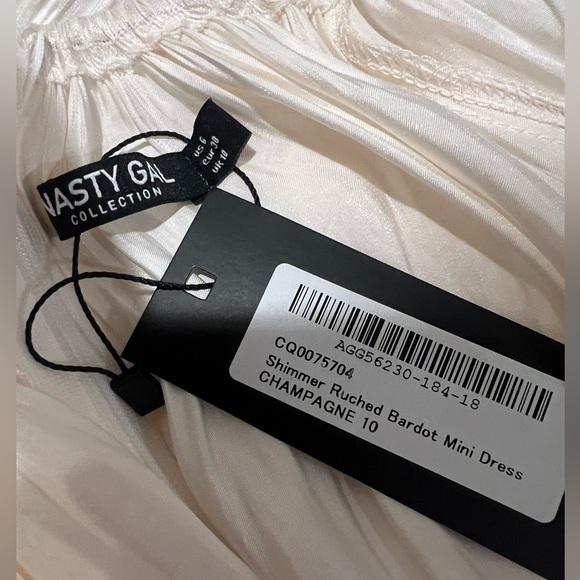 NASTY GAL
COLLECTION
us 6
eur 38
uk 10
AGG56230-184-18
CQ0075704
Shimmer Ruched Bardot Mini Dress
CHAMPAGNE 10